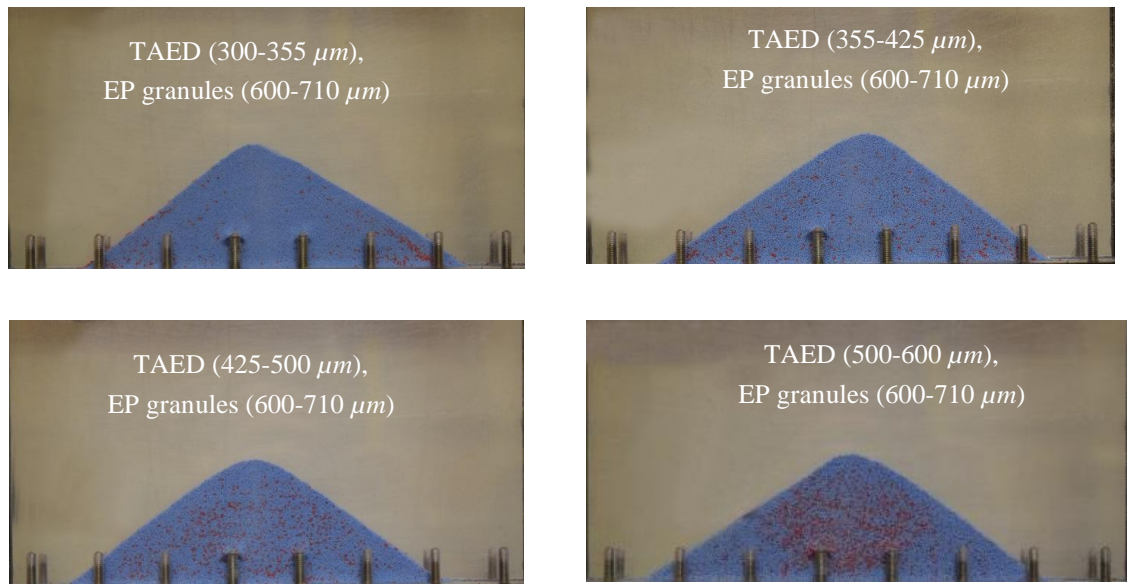 TAED (300-355 µm),
EP granules (600-710 µm)
TAED (355-425 µm),
EP granules (600-710 µm)
TAED (425-500 µm),
EP granules (600-710 µm)
TAED (500-600 µm),
EP granules (600-710 µm)